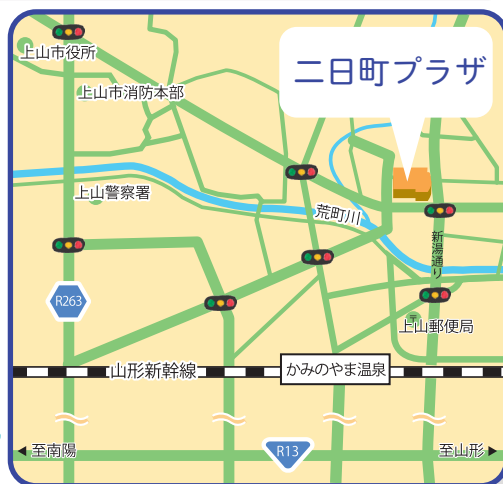 上山市役所
二日町プラザ
上山市消防本部
上山警察署
荒町川
新湯通り
R263
〒
上山郵便局
山形新幹線
かみのやま温泉
至南陽
R13
至山形